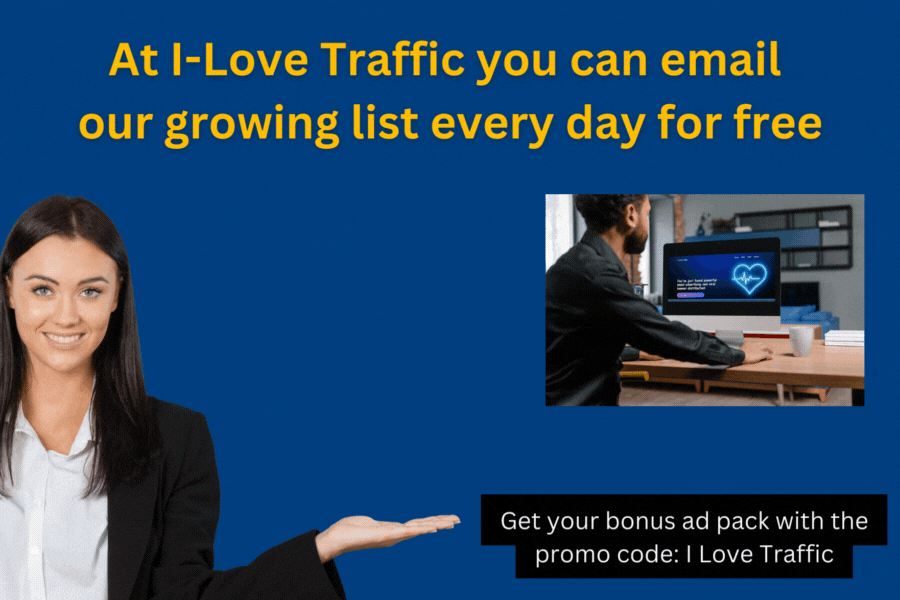 At I-Love Traffic you can email
our growing list every day for free
Get your bonus ad pack with the
promo code: I Love Traffic